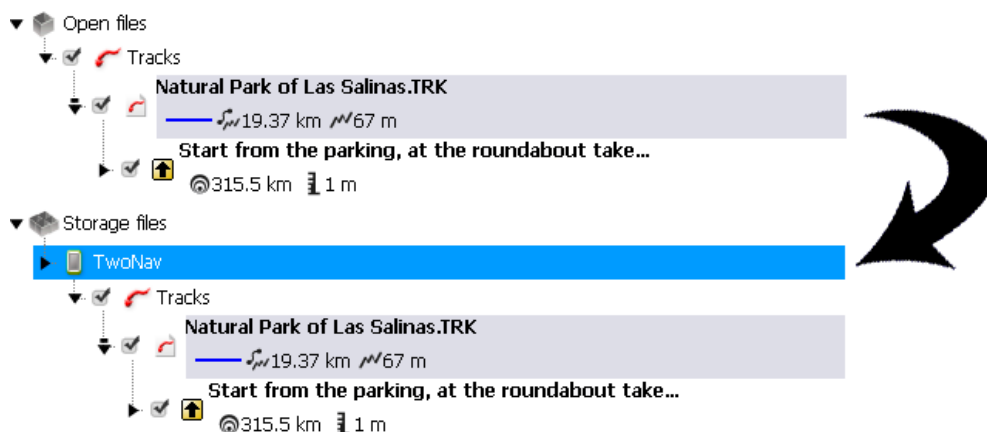 Open files
Tracks
Natural Park of Las Salinas.TRK
19.37 km 67 m
Start from the parking, at the roundabout take...
315.5 km 1 m
Storage files
TwoNav
Tracks
Natural Park of Las Salinas.TRK
19.37 km 67 m
Start from the parking, at the roundabout take...
315.5 km 1 m